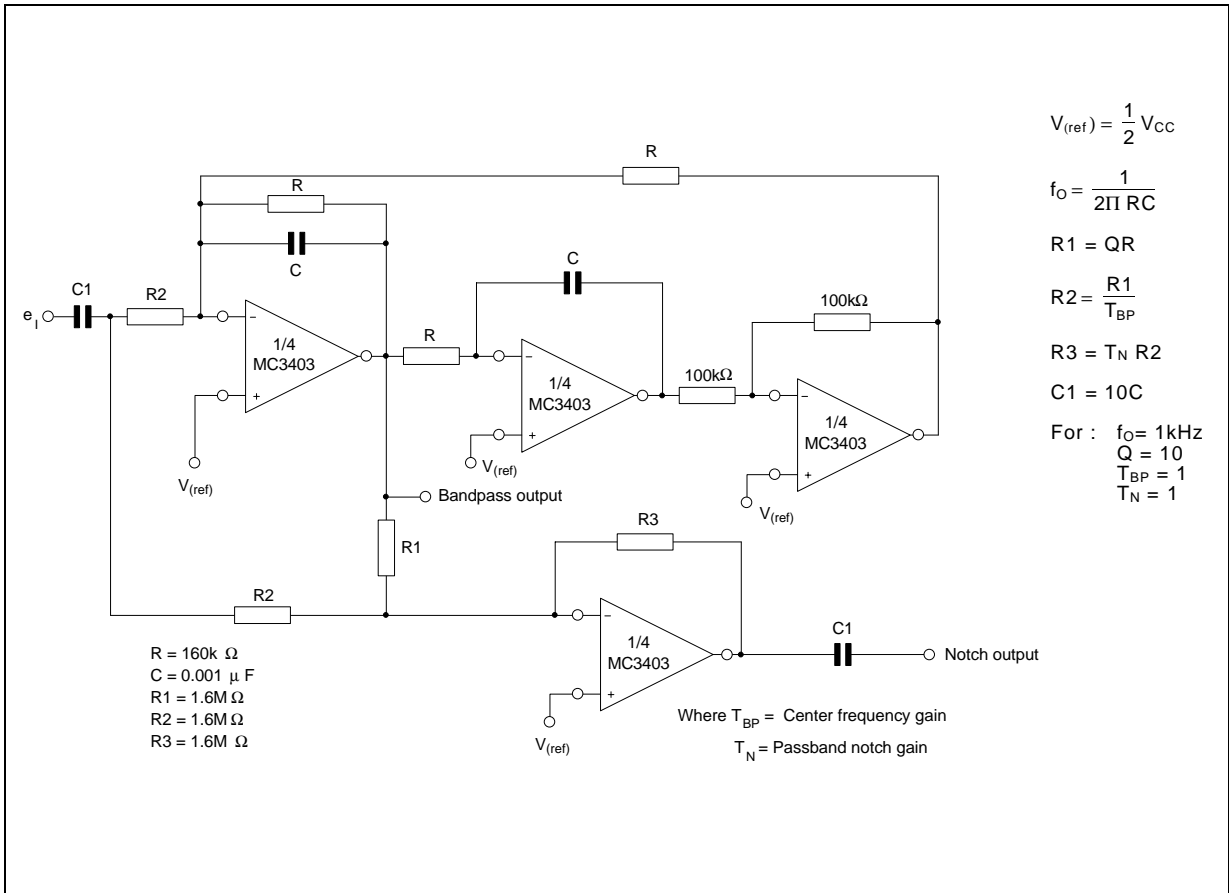 R
R
C
C1
R2
e I
1/4
MC3403
V(ref)
R
C
1/4
MC3403
V(ref)
100kΩ
100kΩ
1/4
MC3403
V(ref)
Bandpass output
R1
R2
R3
1/4
MC3403
V(ref)
C1
Notch output
R = 160k Ω
C = 0.001 μ F
R1 = 1.6M Ω
R2 = 1.6M Ω
R3 = 1.6M Ω
Where TBP = Center frequency gain
TN = Passband notch gain
V(ref) = 1/2 VCC
fO = 1/2Π RC
R1 = QR
R2 = R1/TBP
R3 = TN R2
C1 = 10C
For : fO = 1kHz
Q = 10
TBP = 1
TN = 1